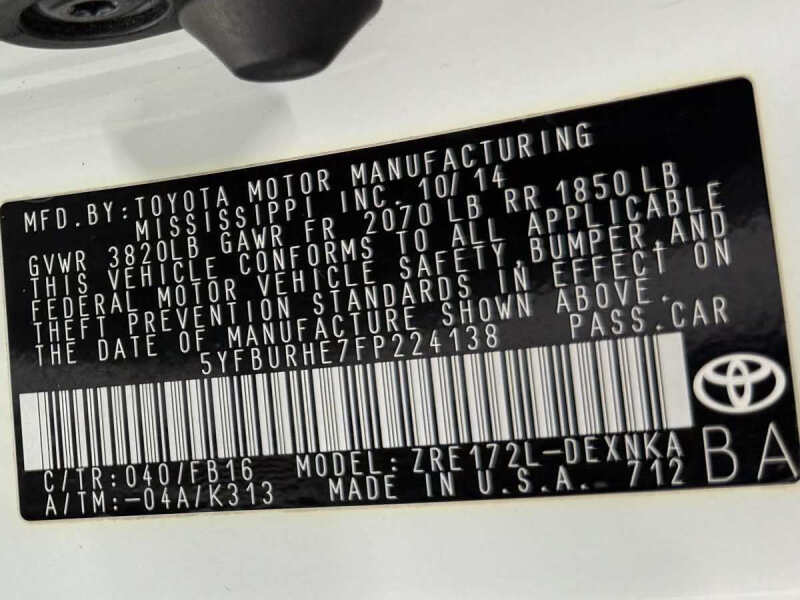 MFD.BY:TOYOTA MOTOR MANUFACTURING
MISSISSIPPI INC. 10/14
GVWR 3820LB GAWR FR 2070 LB RR 1850 LB
THIS VEHICLE CONFORMS TO ALL APPLICABLE
FEDERAL MOTOR VEHICLE SAFETY,BUMPER,AND
THEFT PREVENTION STANDARDS IN EFFECT ON
THE DATE OF MANUFACTURE SHOWN ABOVE.
5YFBURHE7FP224138 PASS.CAR
C/TR:040/FB16 MODEL: ZRE172L-DEXNKA
A/TM:-04A/K313 MADE IN U.S.A. 712
BA